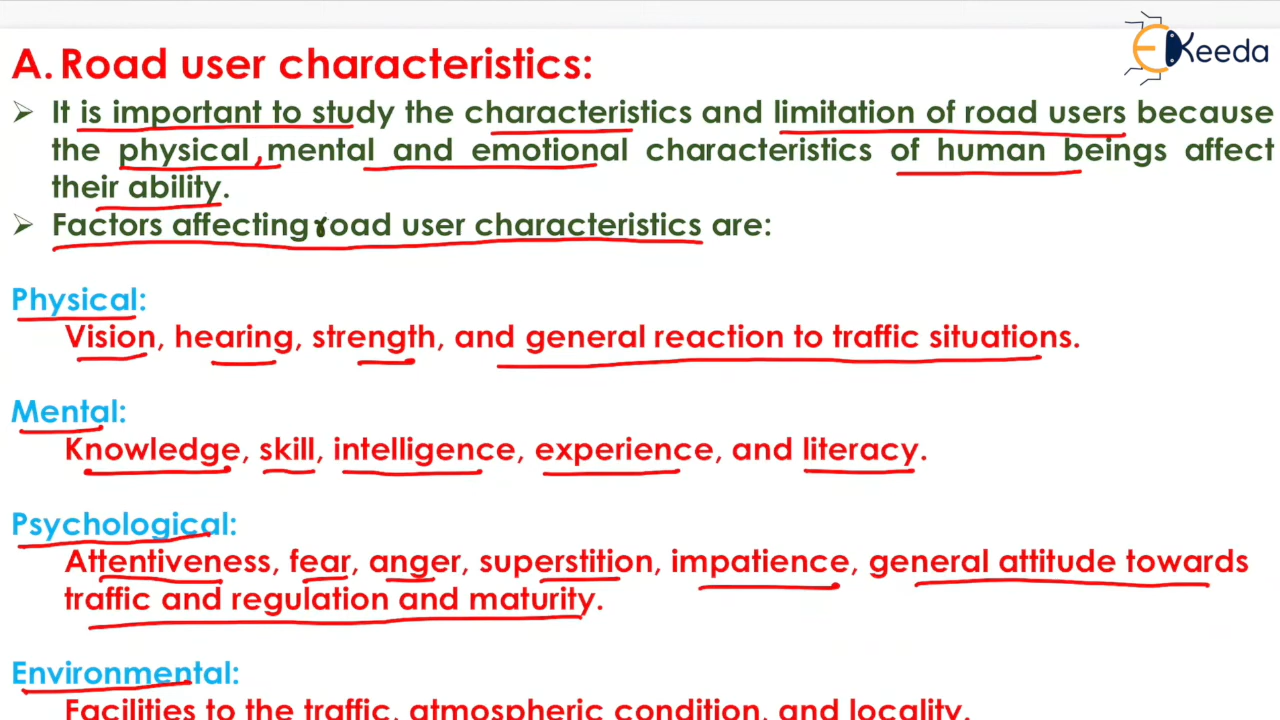 A. Road user characteristics:
EKeeda
➢ It is important to study the characteristics and limitation of road users because
the physical, mental and emotional characteristics of human beings affect
their ability.
➢ Factors affecting road user characteristics are:
Physical:
Vision, hearing, strength, and general reaction to traffic situations.
Mental:
Knowledge, skill, intelligence, experience, and literacy.
Psychological:
Attentiveness, fear, anger, superstition, impatience, general attitude towards
traffic and regulation and maturity.
Environmental:
Facilities to the traffic, atmospheric condition, and locality.